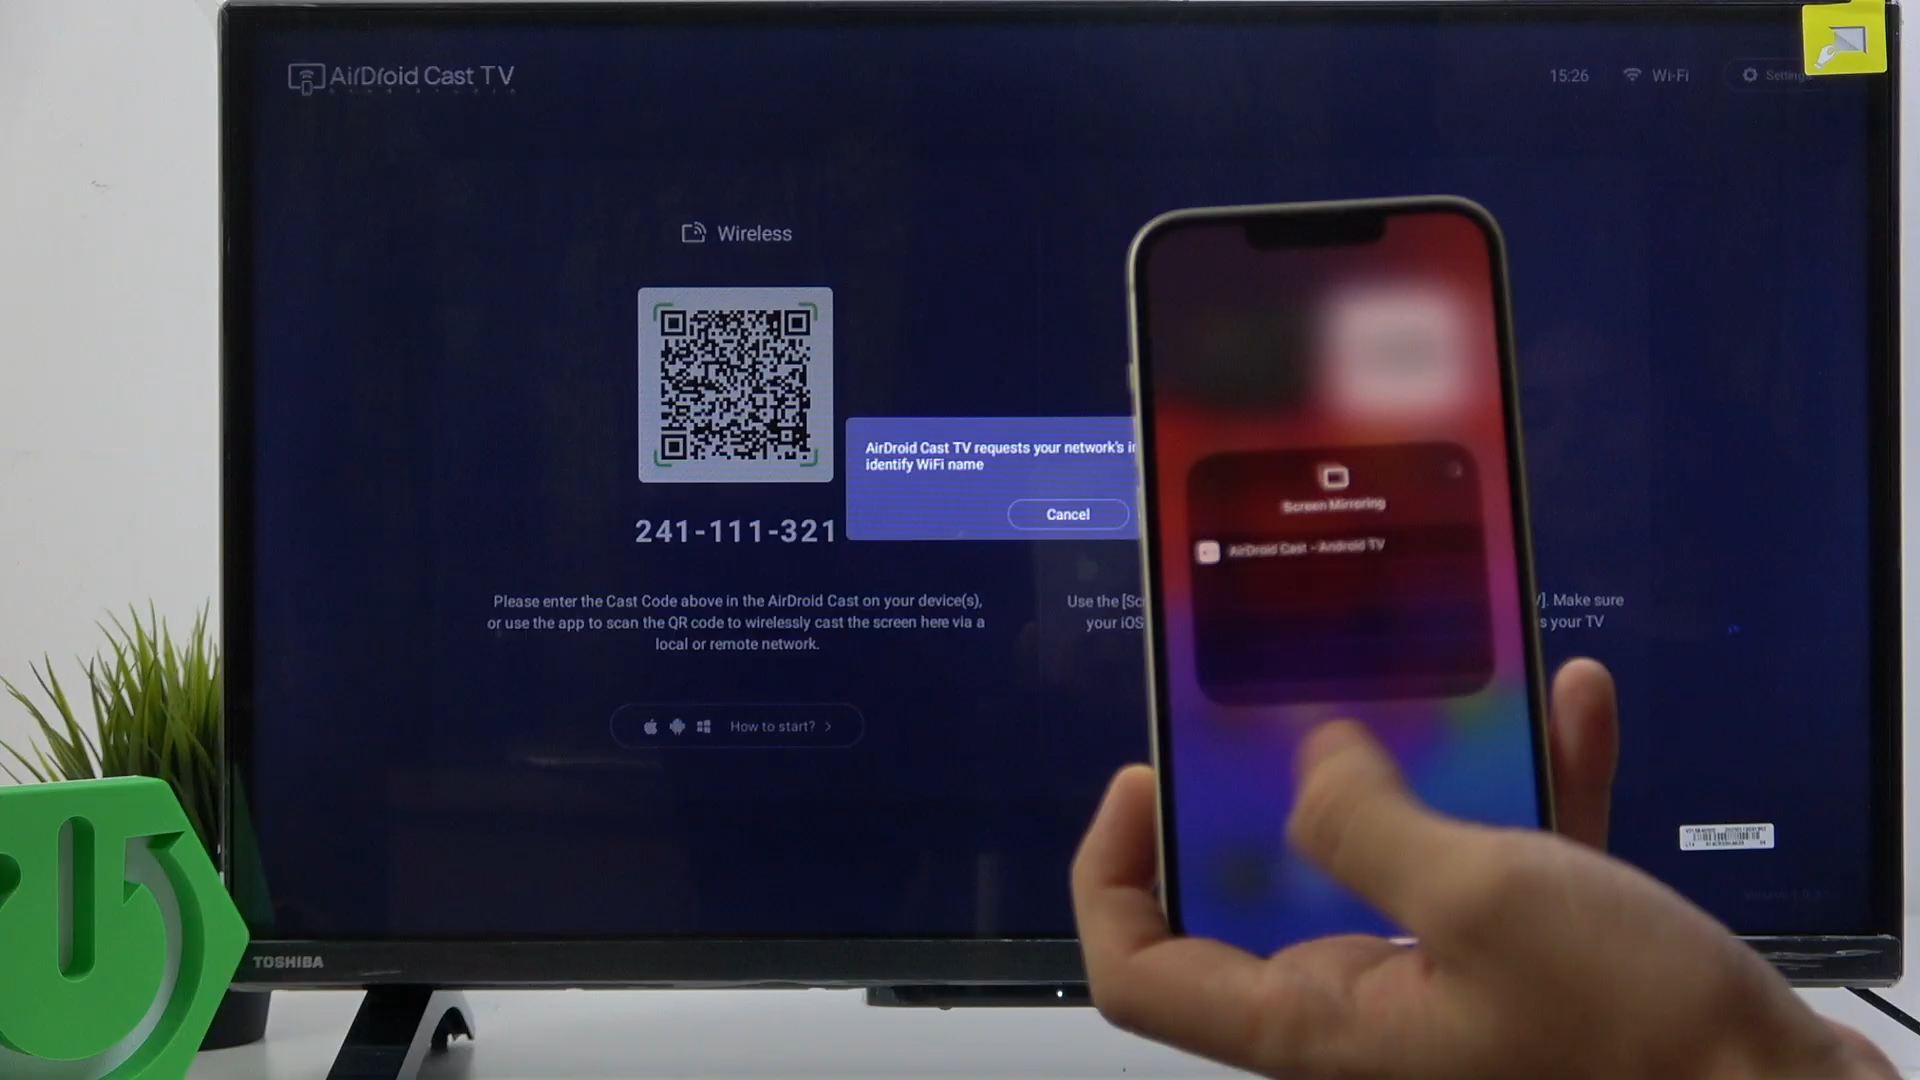 AirDroid Cast TV
15:26
Wi-Fi
Settings
Wireless
AirDroid Cast TV requests your network's
identify WiFi name
Cancel
241-111-321
Please enter the Cast Code above in the AirDroid Cast on your device(s),
or use the app to scan the QR code to wirelessly cast the screen here via a
local or remote network.
How to start?
Use the
your iOS
Make sure
your TV
Screen Mirroring
AirDroid Cast - Android TV
TOSHIBA